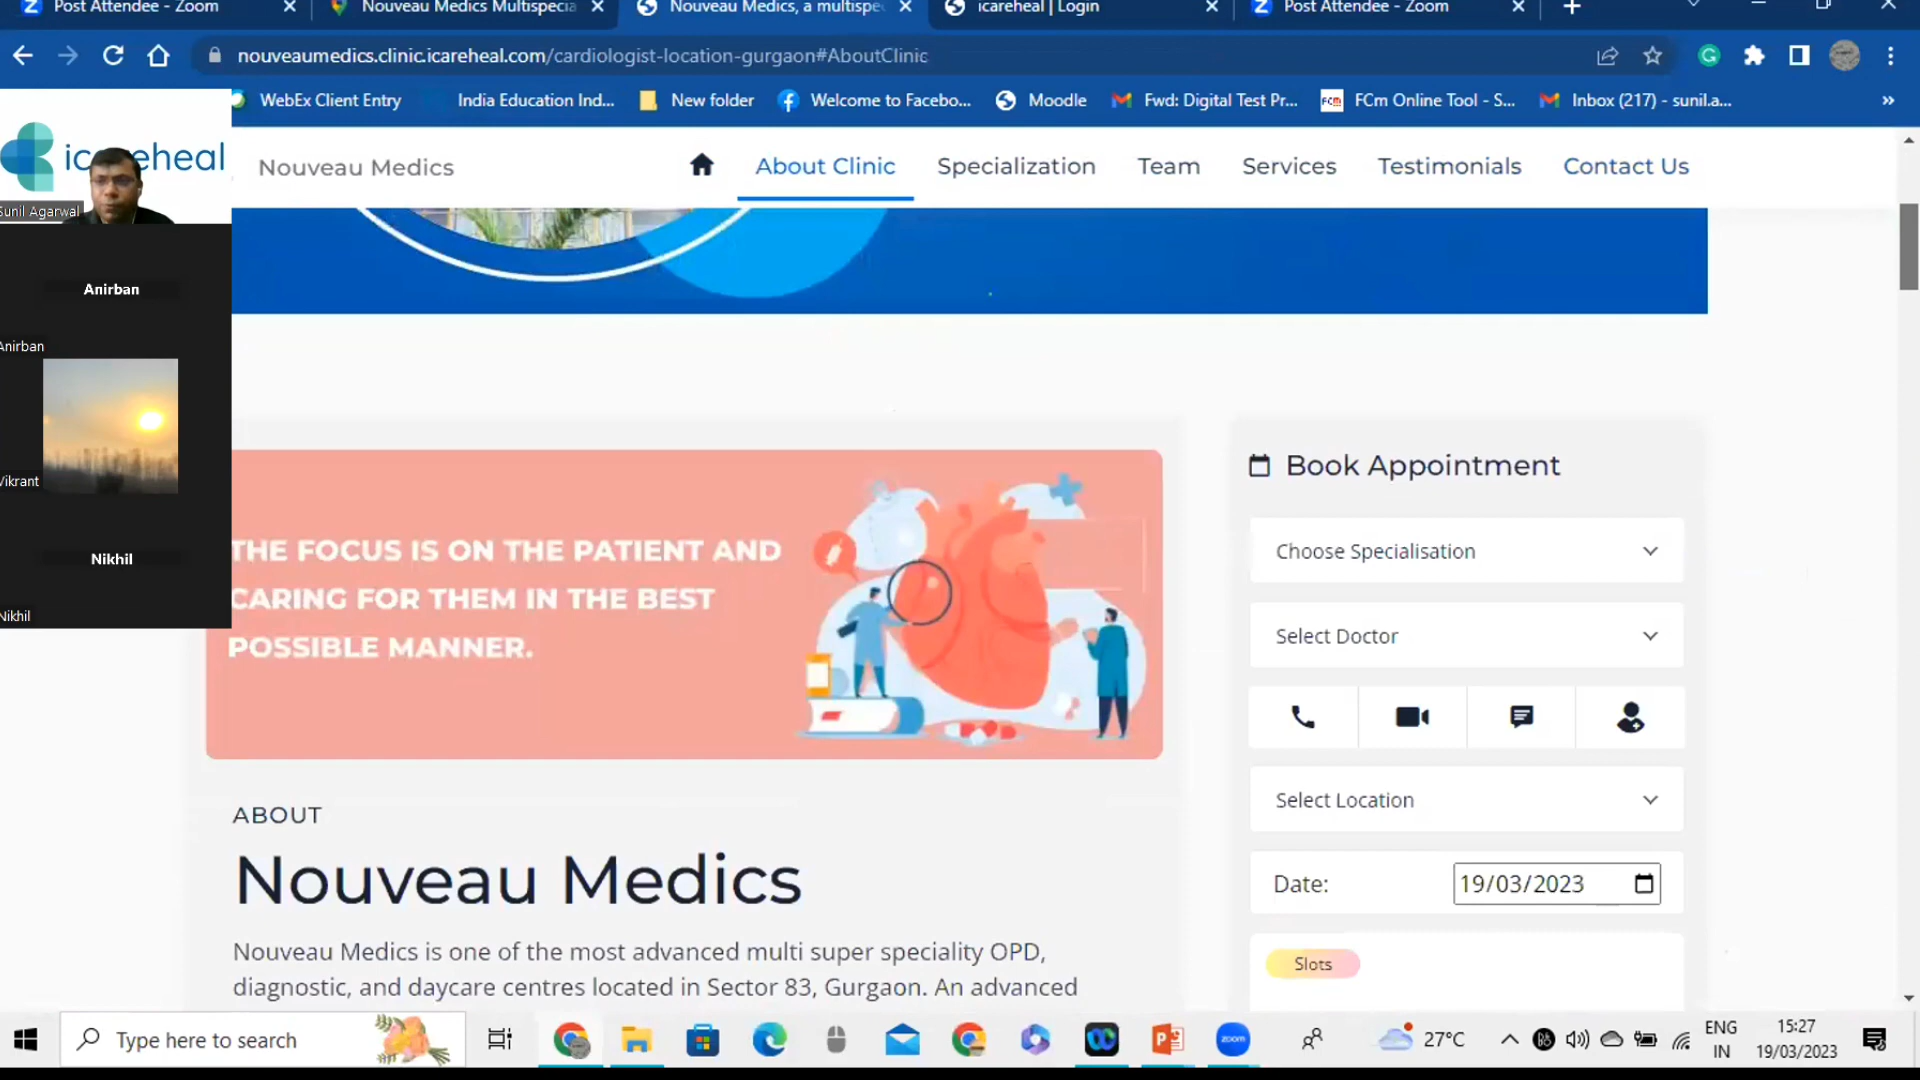 Post Attendee - Zoom
Nouveau Medics Multispecia
Nouveau Medics, a multispe
icareheal | Login
Post Attendee - Zoom
nouveaumedics.clinic.icareheal.com/cardiologist-location-gurgaon#AboutClinic
WebEx Client Entry
India Education Ind...
New folder
Welcome to Facebo...
Moodle
Fwd: Digital Test Pr...
FCm Online Tool - S...
Inbox (217) - sunil.a...
Sunil Agarwal
Anirban
Anirban
Vikrant
Nikhil
Nikhil
Nouveau Medics
About Clinic
Specialization
Team
Services
Testimonials
Contact Us
THE FOCUS IS ON THE PATIENT AND
CARING FOR THEM IN THE BEST
POSSIBLE MANNER.
ABOUT
Nouveau Medics
Nouveau Medics is one of the most advanced multi super speciality OPD,
diagnostic, and daycare centres located in Sector 83, Gurgaon. An advanced
Book Appointment
Choose Specialisation
Select Doctor
Select Location
Date:
19/03/2023
Slots
Type here to search
zoom
27°C
ENG
IN
15:27
19/03/2023